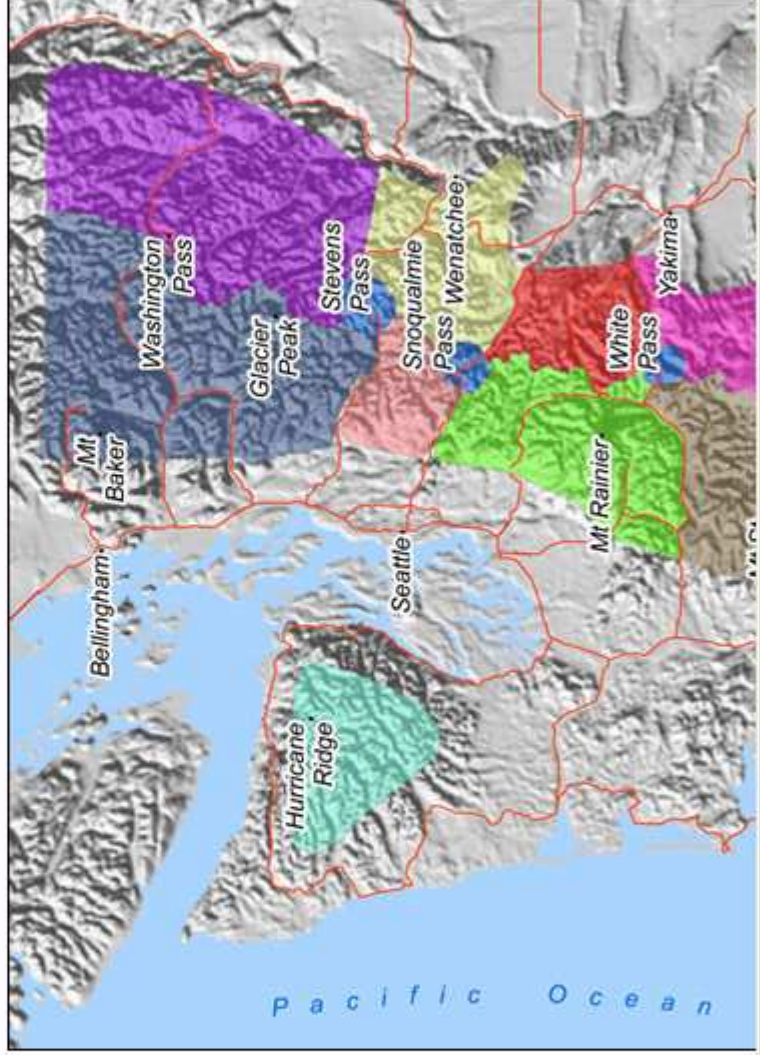 Bellingham
Mt
Baker
Washington
Pass
Glacier
Peak
Stevens
Pass
Hurricane
Ridge
Seattle
Snoqualmie
Pass
Wenatchee
Mt Rainier
White
Pass
Yakima
Pacific Ocean